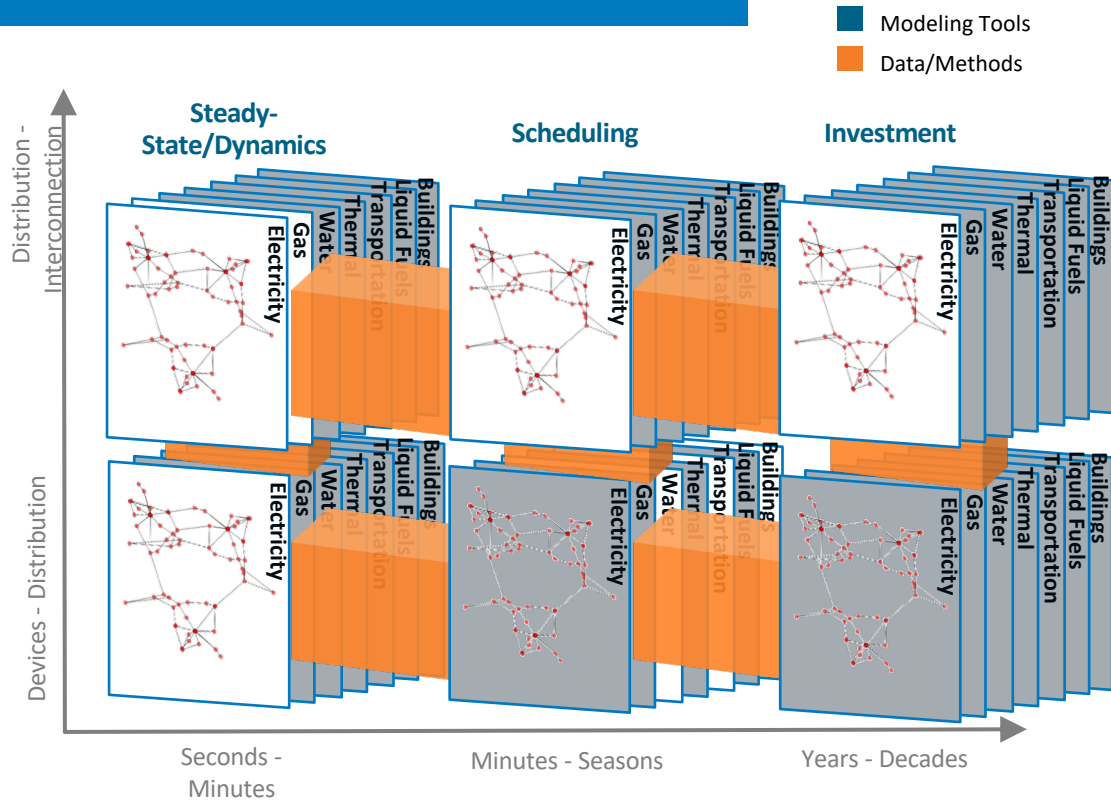 Modeling Tools
Data/Methods
Steady-
State/Dynamics
Scheduling
Investment
Distribution -
Interconnection
Electricity
Gas
Water
Thermal
Transportation
Liquid Fuels
Buildings
Electricity
Gas
Water
Thermal
Transportation
Liquid Fuels
Buildings
Electricity
Gas
Water
Thermal
Transportation
Liquid Fuels
Buildings
Devices - Distribution
Electricity
Gas
Water
Thermal
Transportation
Liquid Fuels
Buildings
Electricity
Gas
Water
Thermal
Transportation
Liquid Fuels
Building
Electricity
Gas
Water
Thermal
Transportation
Liquid Fuels
Buildings
Seconds -
Minutes
Minutes - Seasons
Years - Decades